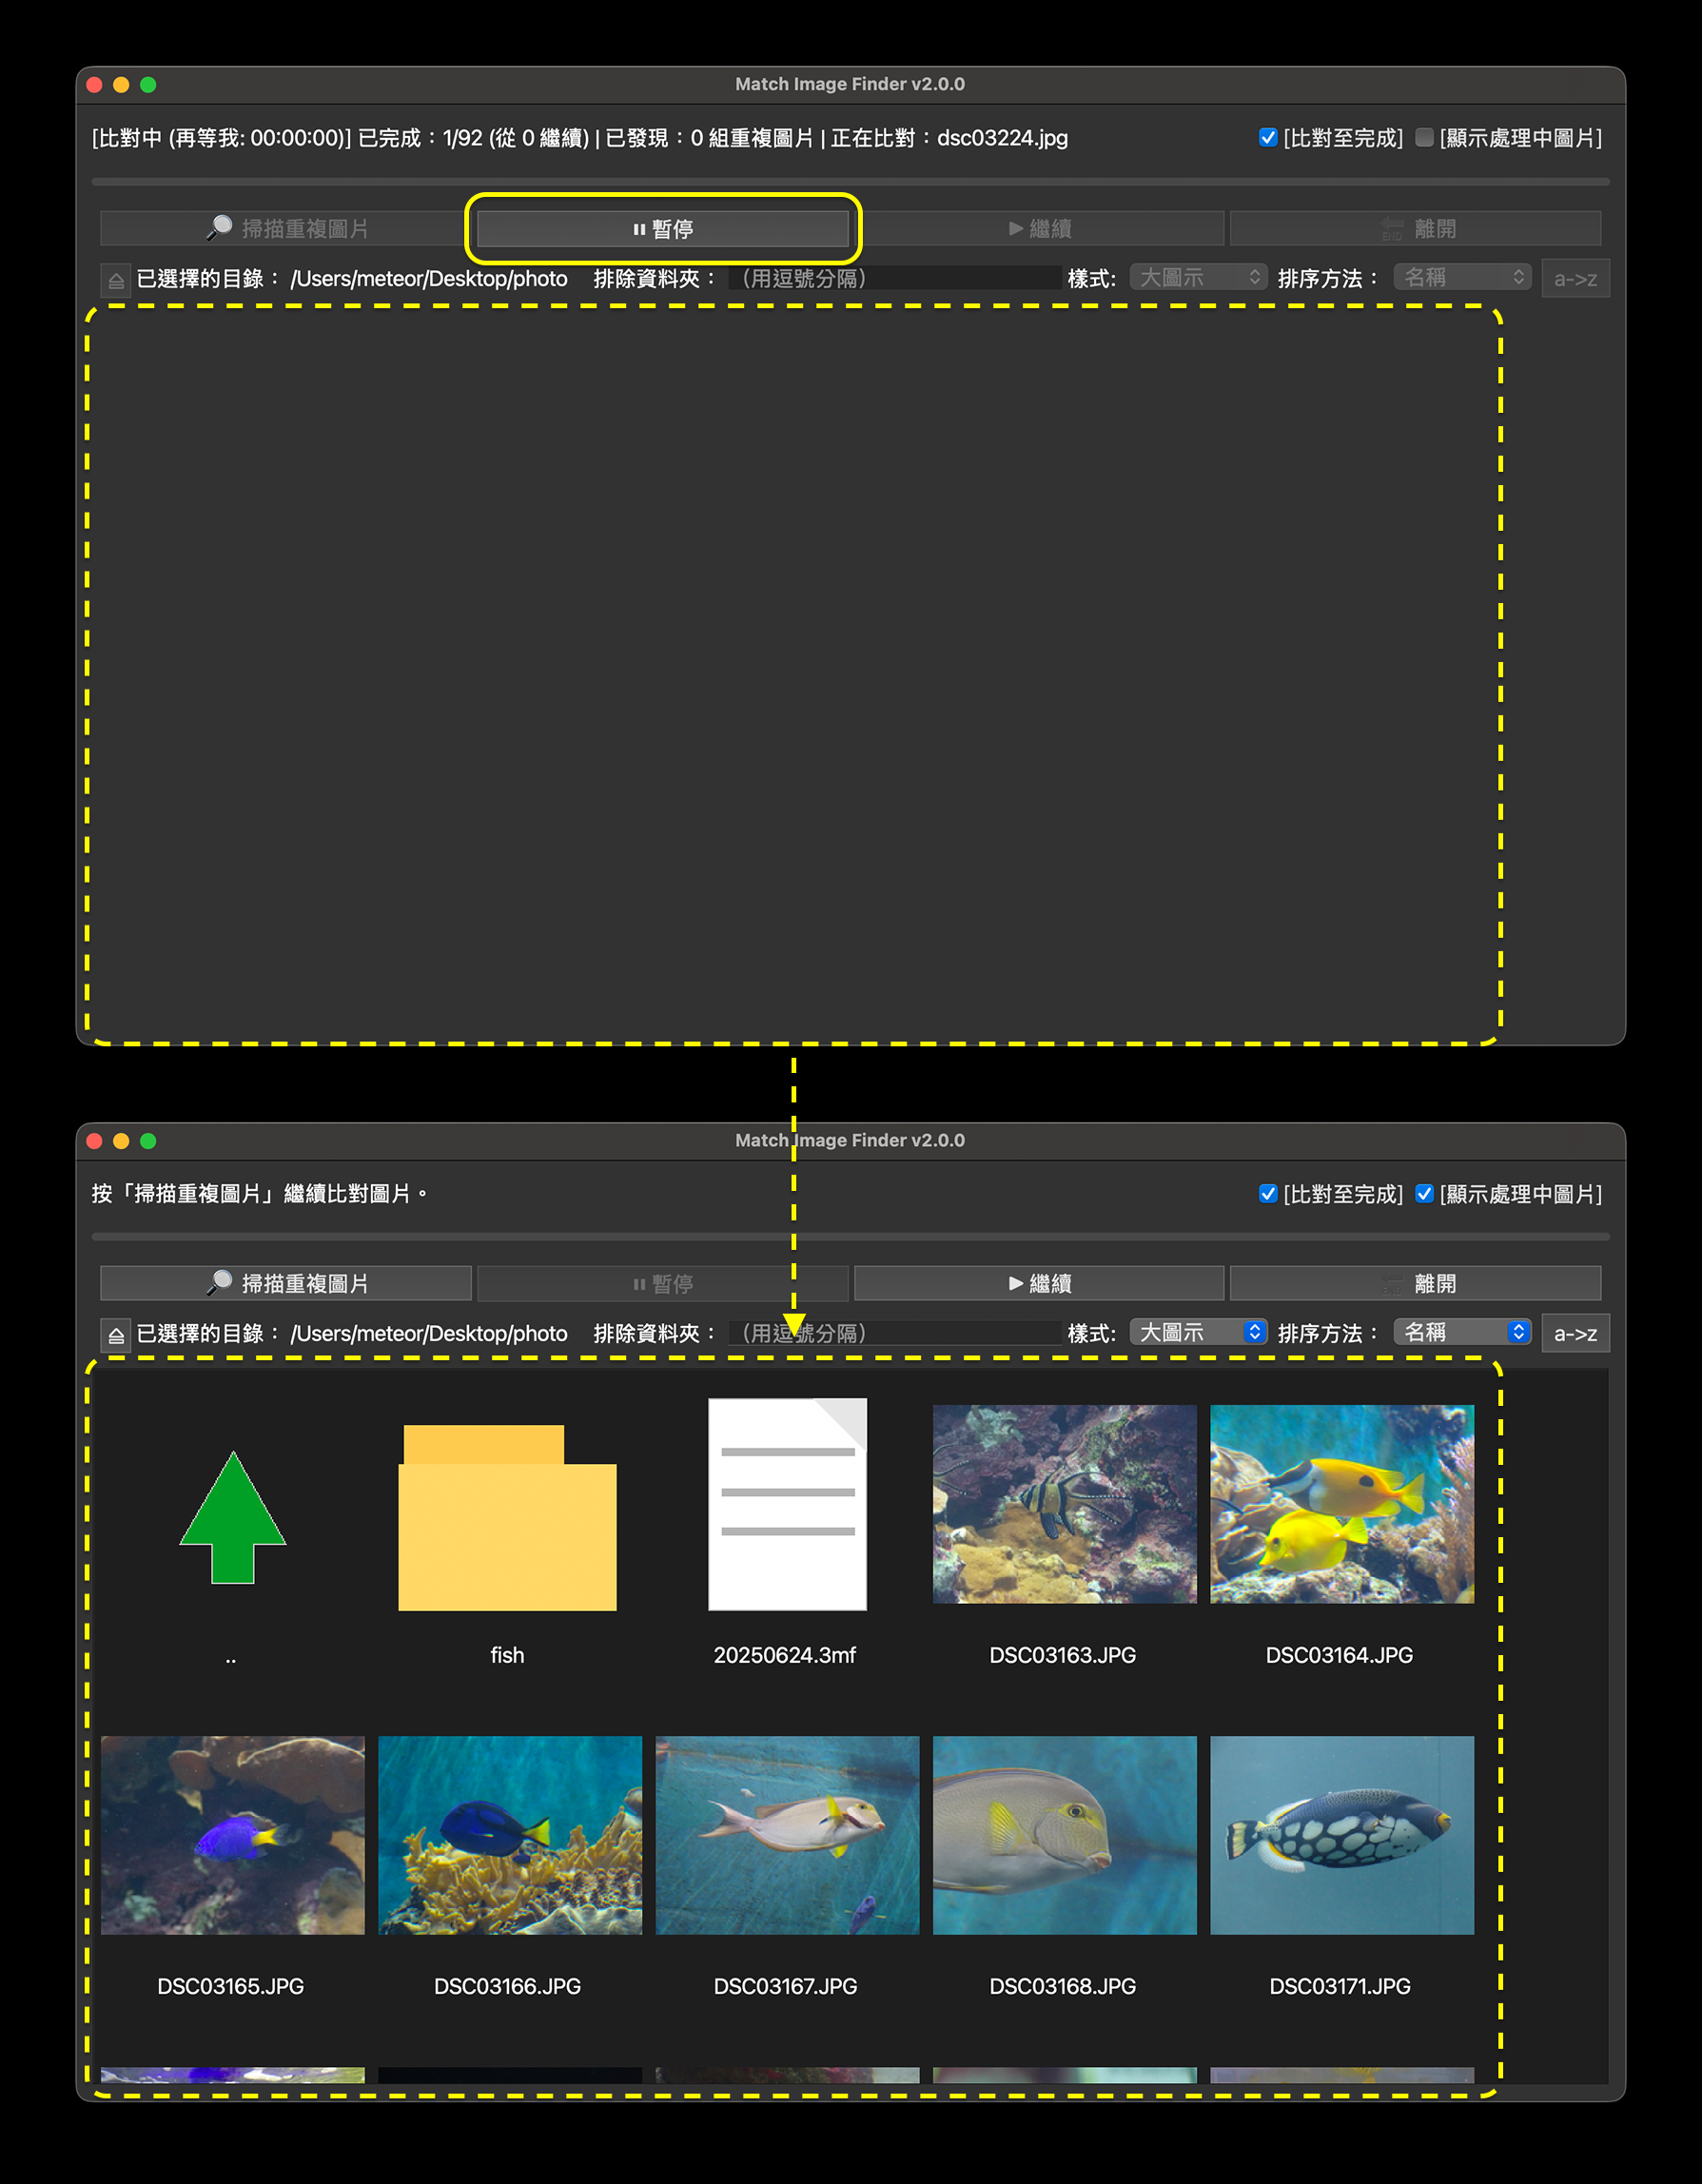 Match Image Finder v2.0.0
[比對中 (再等我: 00:00:00)] 已完成：1/92 (從 0 繼續) | 已發現：0 組重複圖片 | 正在比對：dsc03224.jpg [比對至完成] [顯示處理中圖片]
掃描重複圖片 暫停 繼續 END 離開
已選擇的目錄： /Users/meteor/Desktop/photo 排除資料夾： （用逗號分隔） 樣式: 大圖示 排序方法： 名稱 a->z
Match Image Finder v2.0.0
按「掃描重複圖片」繼續比對圖片。 [比對至完成] [顯示處理中圖片]
掃描重複圖片 暫停 繼續 END 離開
已選擇的目錄： /Users/meteor/Desktop/photo 排除資料夾： （用逗號分隔） 樣式: 大圖示 排序方法： 名稱 a->z
.. fish 20250624.3mf DSC03163.JPG DSC03164.JPG
DSC03165.JPG DSC03166.JPG DSC03167.JPG DSC03168.JPG DSC03171.JPG